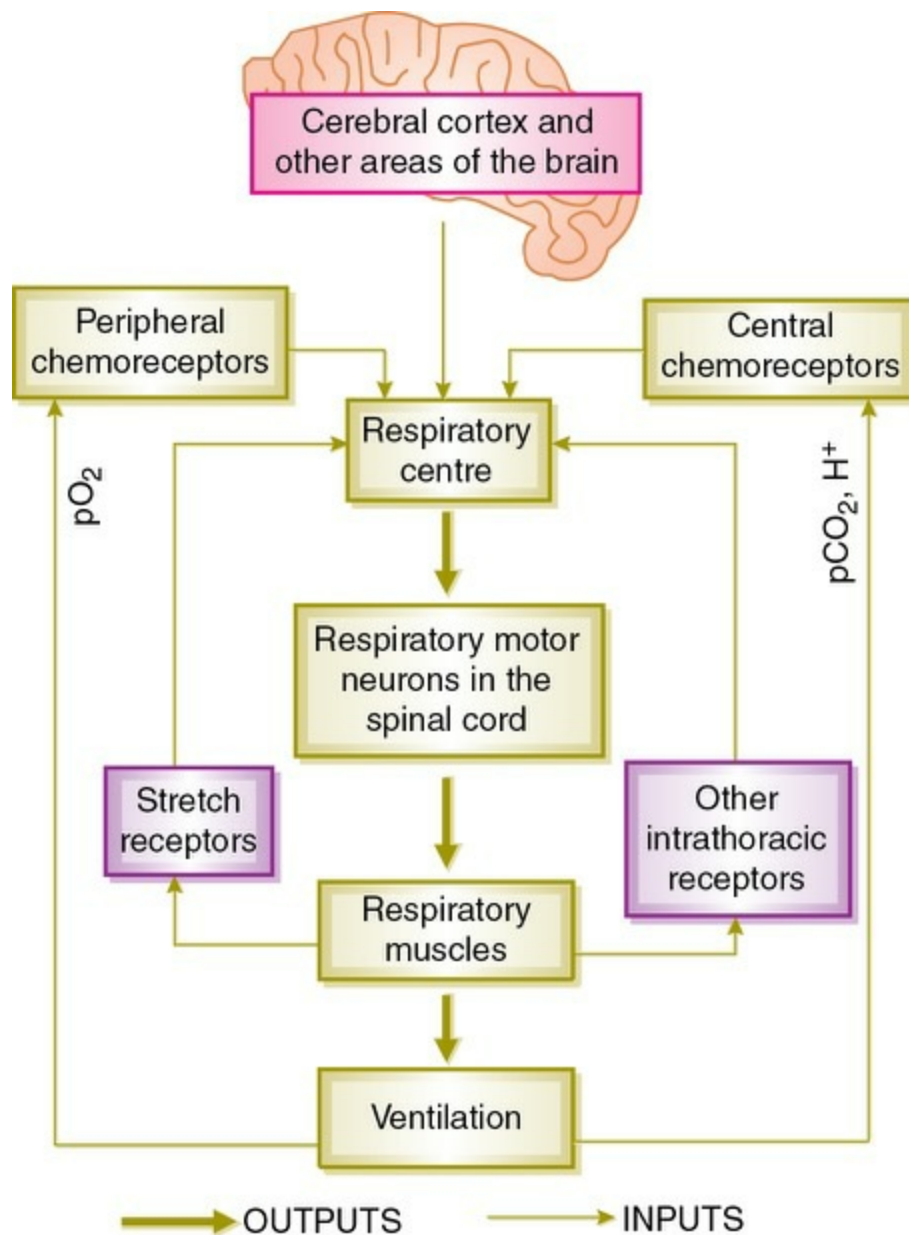 Cerebral cortex and
other areas of the brain
Peripheral
chemoreceptors
Central
chemoreceptors
Respiratory
centre
pO₂
pCO₂, H⁺
Respiratory motor
neurons in the
spinal cord
Stretch
receptors
Other
intrathoracic
receptors
Respiratory
muscles
Ventilation
OUTPUTS
INPUTS